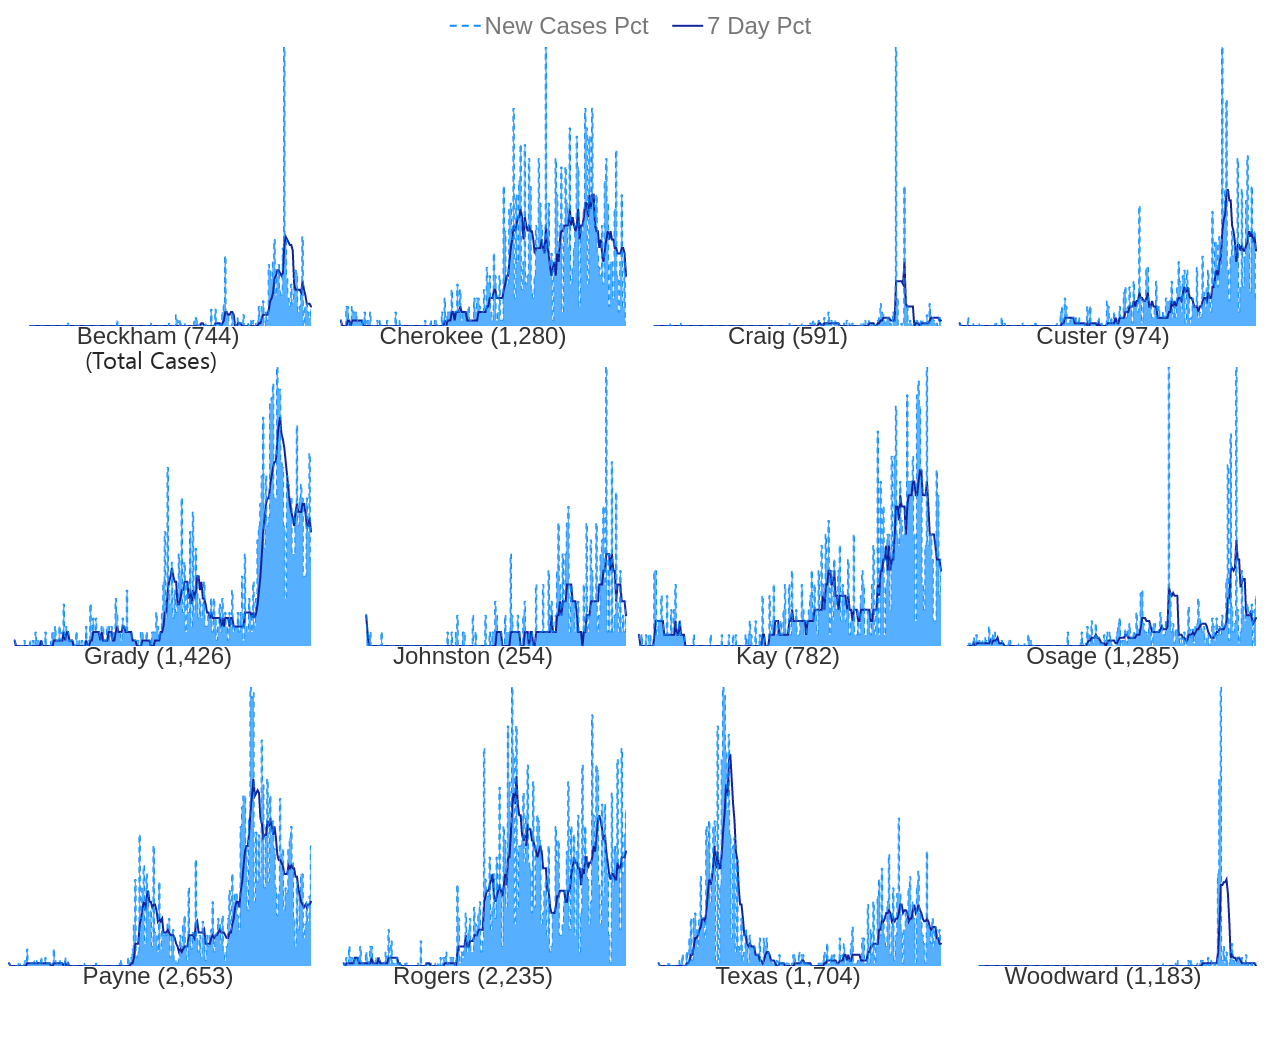 New Cases Pct 7 Day Pct
Beckham (744) Cherokee (1,280) Craig (591) Custer (974)
(Total Cases)
Grady (1,426) Johnston (254) Kay (782) Osage (1,285)
Payne (2,653) Rogers (2,235) Texas (1,704) Woodward (1,183)